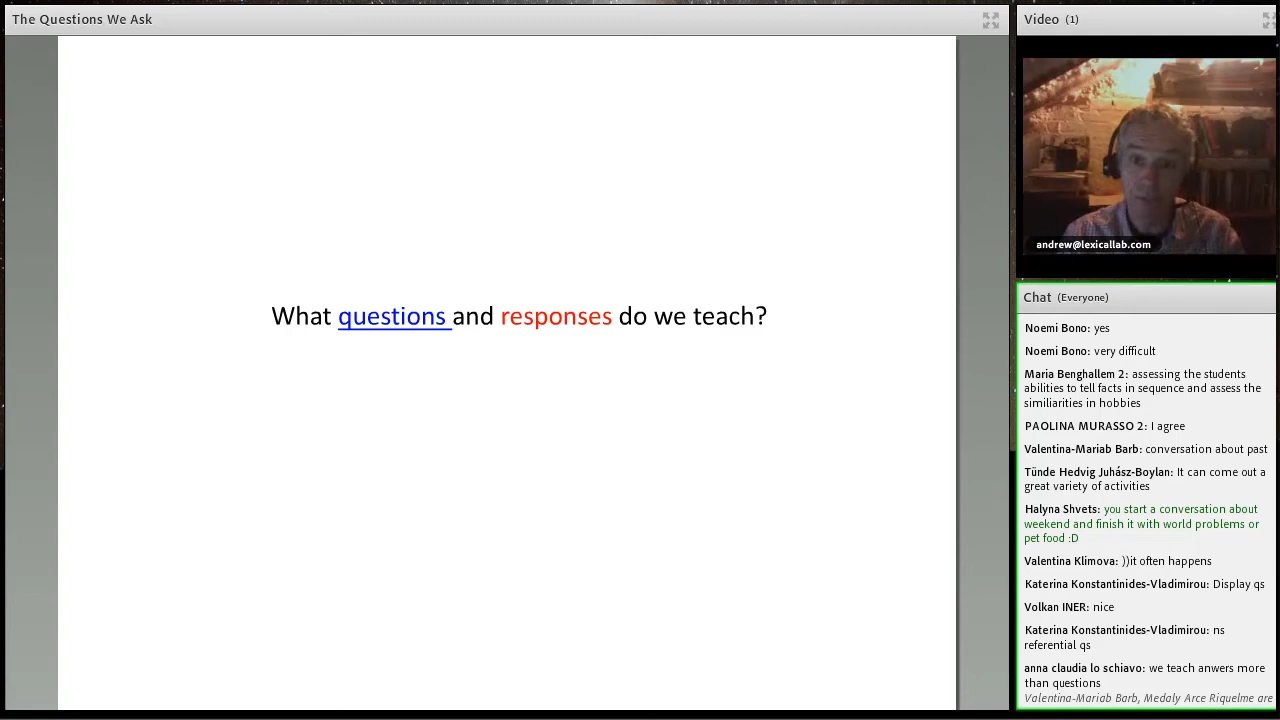 The Questions We Ask
What questions and responses do we teach?
Video (1)
andrew@lexicallab.com
Chat (Everyone)
Noemi Bono: yes
Noemi Bono: very difficult
Maria Benghallem 2: assessing the students
abilities to tell facts in sequence and assess the
similiarities in hobbies
PAOLINA MURASSO 2: I agree
Valentina-Mariab Barb: conversation about past
Tünde Hedvig Juhász-Boylan: It can come out a
great variety of activities
Halyna Shvets: you start a conversation about
weekend and finish it with world problems or
pet food :D
Valentina Klimova: ))it often happens
Katerina Konstantinides-Vladimirou: Display qs
Volkan INER: nice
Katerina Konstantinides-Vladimirou: ns
referential qs
anna claudia lo schiavo: we teach anwers more
than questions
Valentina-Mariab Barb, Medaly Arce Riquelme are